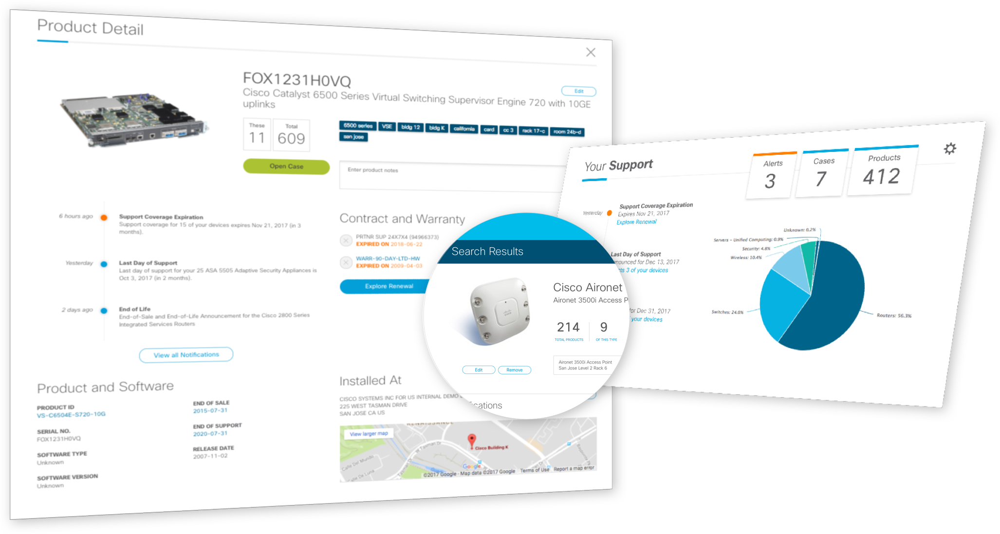 Product Detail
FOX1231H0VQ
Edit
Cisco Catalyst 6500 Series Virtual Switching Supervisor Engine 720 with 10GE
uplinks
These
11
Total
609
6500 series
VSE
bldg 12
bldg K
california
card
cc 3
rack 17-c
room 24b-d
san jose
Open Case
Enter product notes
6 hours ago
Support Coverage Expiration
Support coverage for 15 of your devices expires Nov 21, 2017 (in 3
months).
Yesterday
Last Day of Support
Last day of support for your 25 ASA 5505 Adaptive Security Appliances is
Oct 3, 2017 (in 2 months).
2 days ago
End of Life
End-of-Sale and End-of-Life Announcement for the Cisco 2800 Series
Integrated Services Routers
View all Notifications
Contract and Warranty
PRTNR SUP 24X7X4 (94966373)
EXPIRED ON 2018-06-22
WARR-90-DAY-LTD-HW
EXPIRED ON 2009-04-03
Explore Renewal
Product and Software
PRODUCT ID
VS-C6504E-S720-10G
SERIAL NO.
FOX1231H0VQ
SOFTWARE TYPE
Unknown
SOFTWARE VERSION
Unknown
END OF SALE
2015-07-31
END OF SUPPORT
2020-07-31
RELEASE DATE
2007-11-02
Installed At
CISCO SYSTEMS INC FOR US INTERNAL DEMO
225 WEST TASMAN DRIVE
SAN JOSE CA US
RENAISSANCE
View larger map
Cisco Building K
W Tasman Dr
Tasman Dr
Calle Del Mundo
Calle De Luna
Google
©2017 Google - Map data ©2017 Google
Terms of Use
Report a map error
Search Results
Cisco Aironet
Aironet 3500i Access P
214
TOTAL PRODUCTS
9
OF THIS TYPE
Edit
Remove
Aironet 3500i Access Point
San Jose Level 2 Rack 6
ications
Your Support
Alerts
3
Cases
7
Products
412
Yesterday
Support Coverage Expiration
Expires Nov 21, 2017
Explore Renewal
Last Day of Support
nnounced for Dec 13, 2017
cts 3 of your devices
for Dec 31, 2017
your devices
Unknown: 0.2%
Servers - Unified Computing: 0.9%
Security: 4.8%
Wireless: 10.4%
Switches: 24.0%
Routers: 56.3%